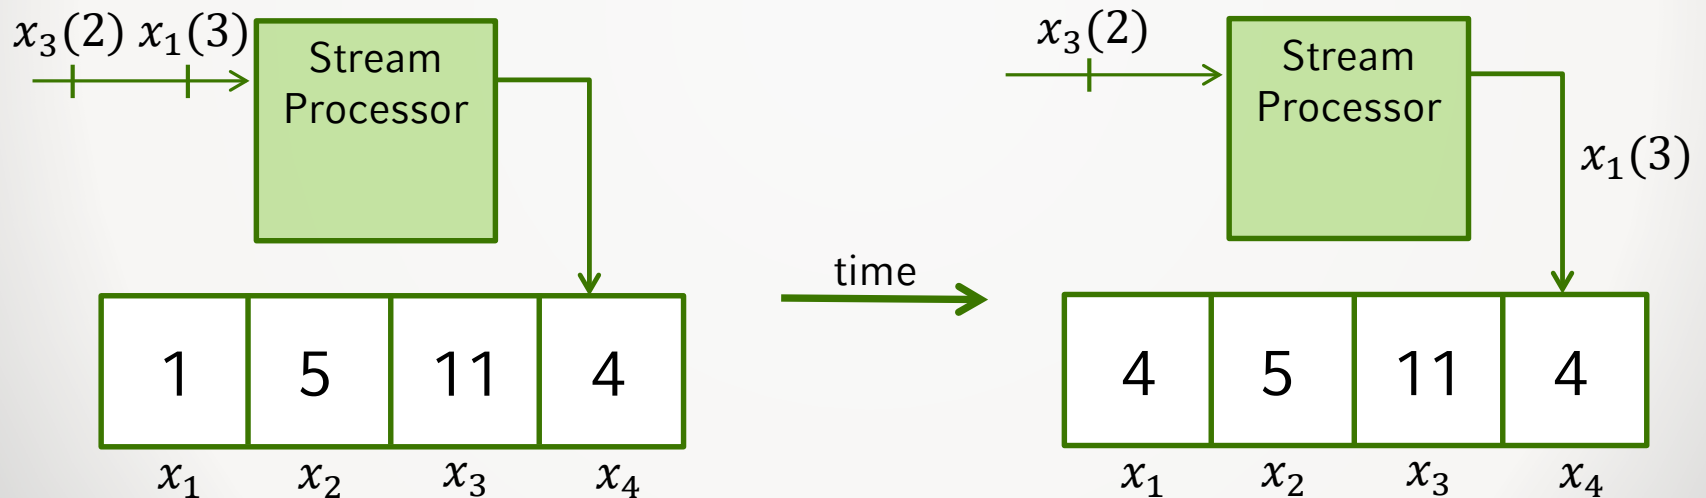 x₃(2) x₁(3)
Stream
Processor
1 5 11 4
x₁ x₂ x₃ x₄
time
x₃(2)
Stream
Processor
x₁(3)
4 5 11 4
x₁ x₂ x₃ x₄